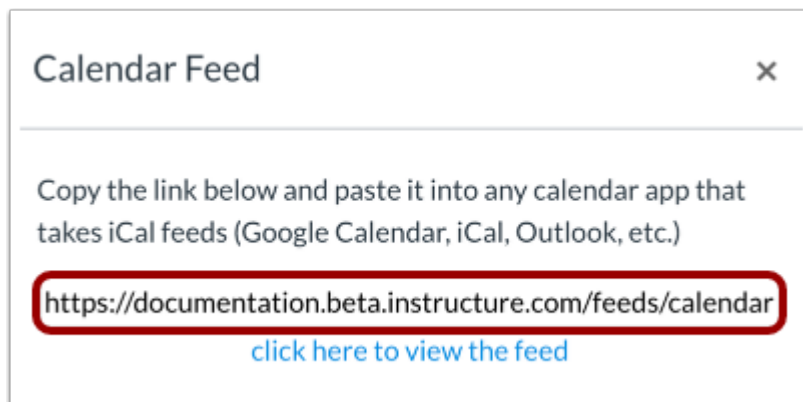 Calendar Feed
Copy the link below and paste it into any calendar app that
takes iCal feeds (Google Calendar, iCal, Outlook, etc.)
https://documentation.beta.instructure.com/feeds/calendar
click here to view the feed